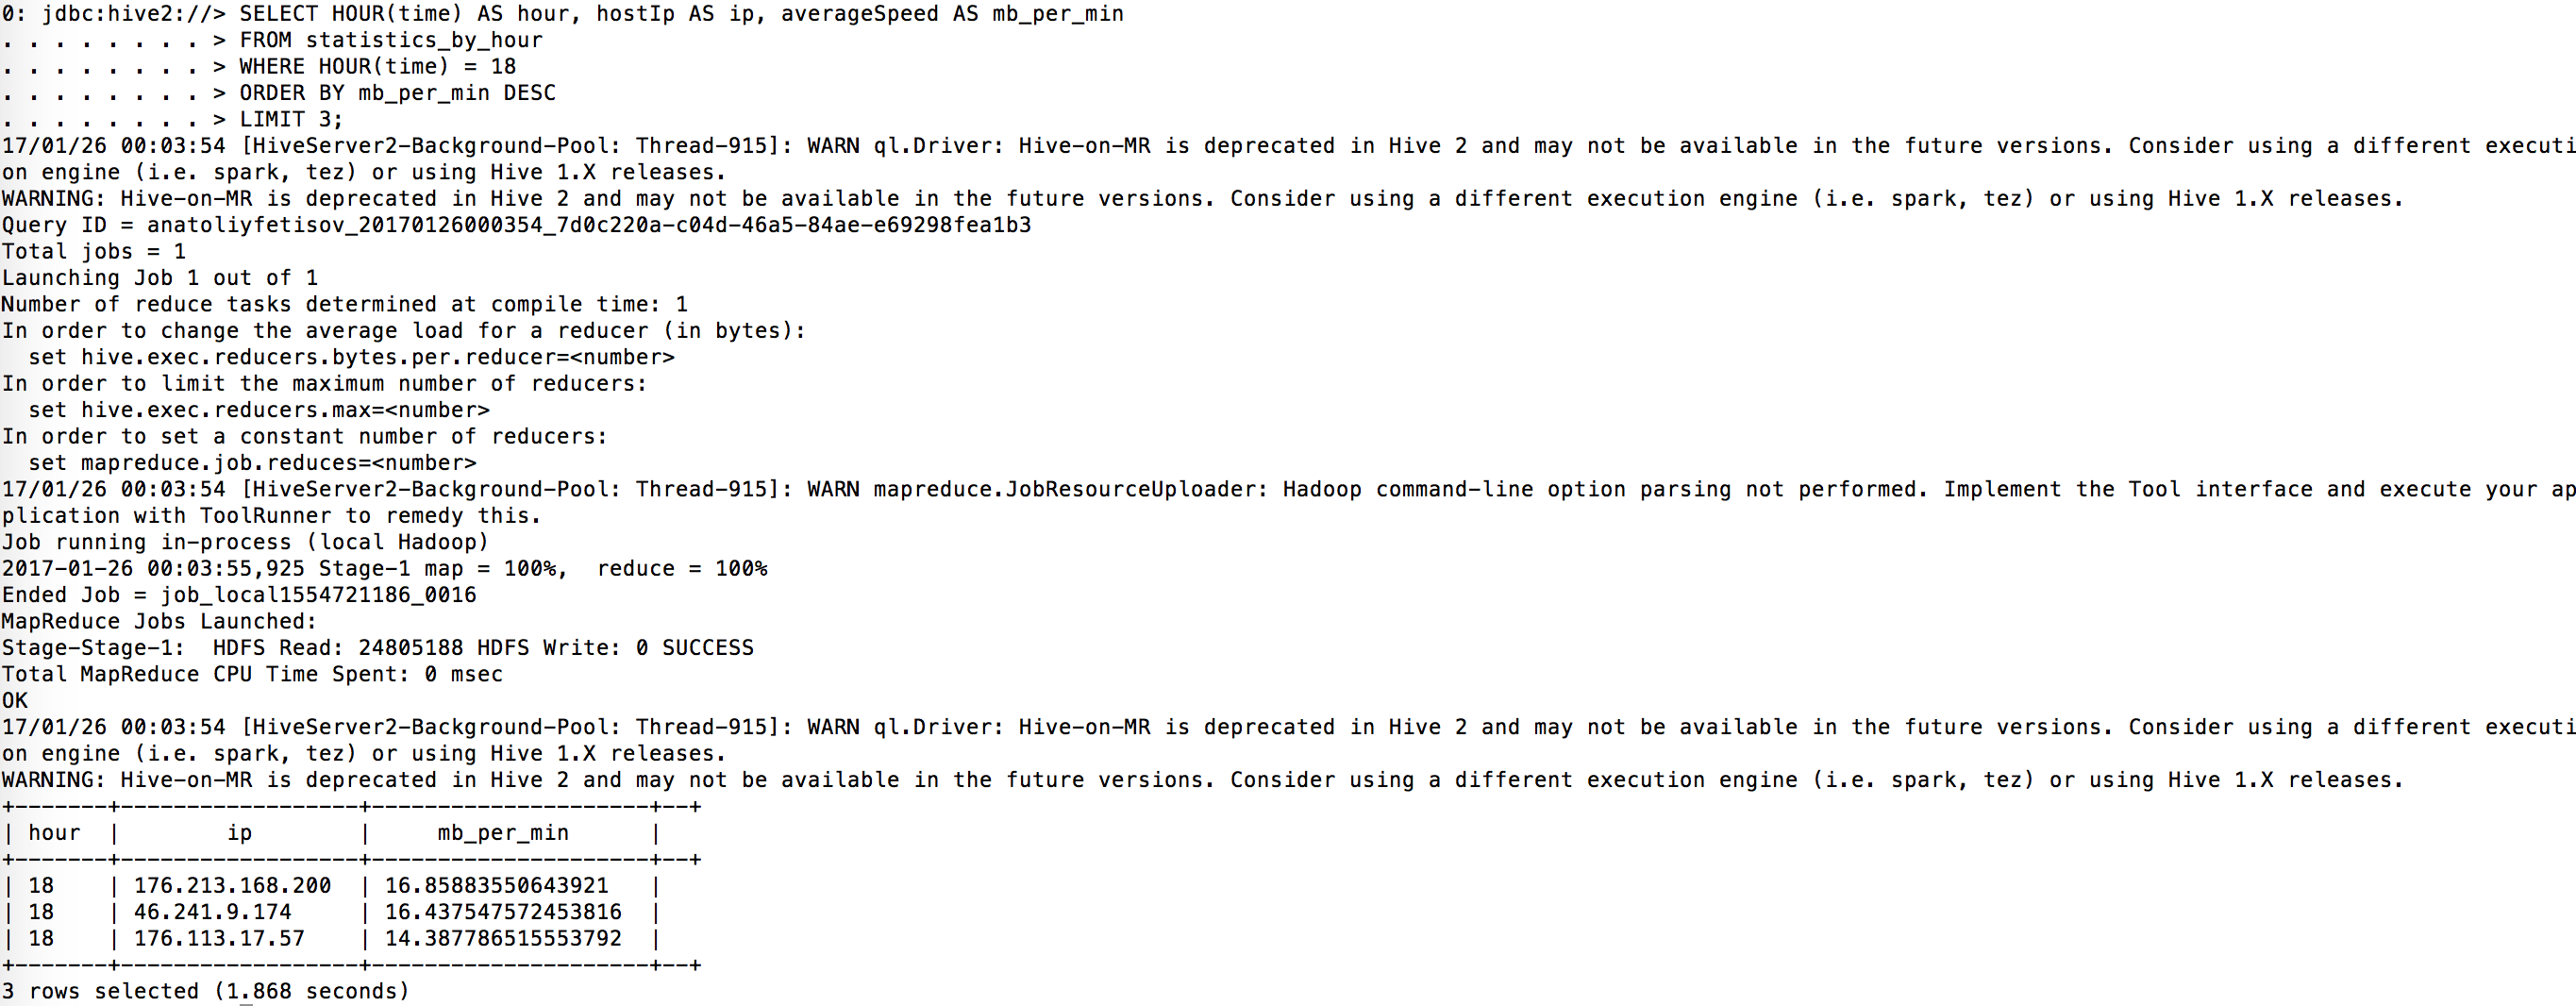 0: jdbc:hive2://> SELECT HOUR(time) AS hour, hostIp AS ip, averageSpeed AS mb_per_min
. . . . . . . . > FROM statistics_by_hour
. . . . . . . . > WHERE HOUR(time) = 18
. . . . . . . . > ORDER BY mb_per_min DESC
. . . . . . . . > LIMIT 3;
17/01/26 00:03:54 [HiveServer2-Background-Pool: Thread-915]: WARN ql.Driver: Hive-on-MR is deprecated in Hive 2 and may not be available in the future versions. Consider using a different executi
on engine (i.e. spark, tez) or using Hive 1.X releases.
WARNING: Hive-on-MR is deprecated in Hive 2 and may not be available in the future versions. Consider using a different execution engine (i.e. spark, tez) or using Hive 1.X releases.
Query ID = anatoliyfetisov_20170126000354_7d0c220a-c04d-46a5-84ae-e69298fea1b3
Total jobs = 1
Launching Job 1 out of 1
Number of reduce tasks determined at compile time: 1
In order to change the average load for a reducer (in bytes):
  set hive.exec.reducers.bytes.per.reducer=<number>
In order to limit the maximum number of reducers:
  set hive.exec.reducers.max=<number>
In order to set a constant number of reducers:
  set mapreduce.job.reduces=<number>
17/01/26 00:03:54 [HiveServer2-Background-Pool: Thread-915]: WARN mapreduce.JobResourceUploader: Hadoop command-line option parsing not performed. Implement the Tool interface and execute your ap
plication with ToolRunner to remedy this.
Job running in-process (local Hadoop)
2017-01-26 00:03:55,925 Stage-1 map = 100%,  reduce = 100%
Ended Job = job_local1554721186_0016
MapReduce Jobs Launched:
Stage-Stage-1:  HDFS Read: 24805188 HDFS Write: 0 SUCCESS
Total MapReduce CPU Time Spent: 0 msec
OK
17/01/26 00:03:54 [HiveServer2-Background-Pool: Thread-915]: WARN ql.Driver: Hive-on-MR is deprecated in Hive 2 and may not be available in the future versions. Consider using a different executi
on engine (i.e. spark, tez) or using Hive 1.X releases.
WARNING: Hive-on-MR is deprecated in Hive 2 and may not be available in the future versions. Consider using a different execution engine (i.e. spark, tez) or using Hive 1.X releases.
+-------+------------------+---------------------+--+
| hour  |        ip        |     mb_per_min      |
+-------+------------------+---------------------+--+
| 18    | 176.213.168.200  | 16.85883550643921   |
| 18    | 46.241.9.174     | 16.437547572453816  |
| 18    | 176.113.17.57    | 14.387786515553792  |
+-------+------------------+---------------------+--+
3 rows selected (1.868 seconds)